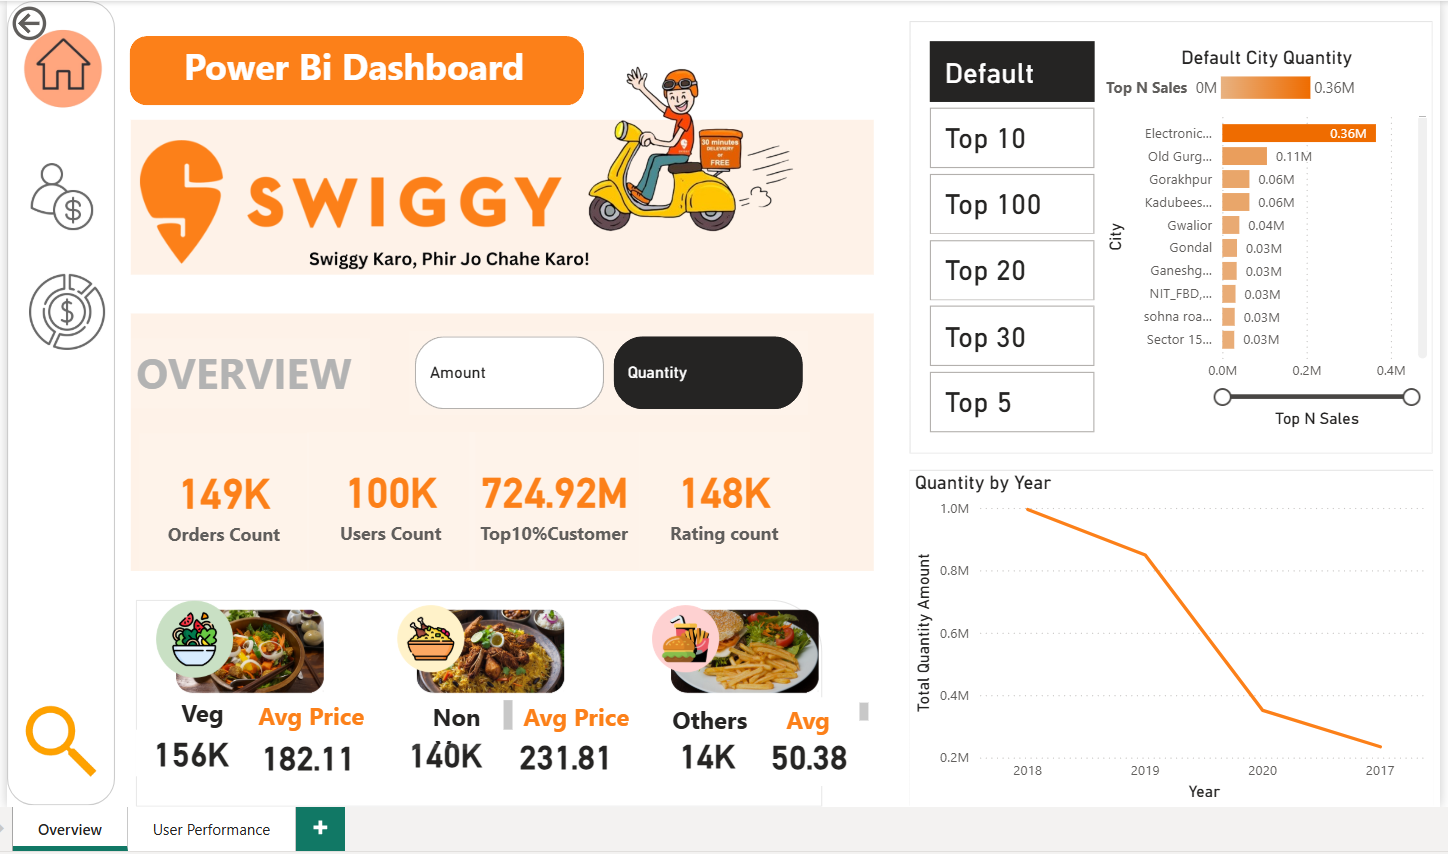 Power Bi Dashboard
SWIGGY
30 minutes
DELEVIERY
or
FREE
Swiggy Karo, Phir Jo Chahe Karo!
OVERVIEW
Amount
Quantity
149K
Orders Count
100K
Users Count
724.92M
Top10%Customer
148K
Rating count
Veg
156K
Avg Price
182.11
Non
140K
Avg Price
231.81
Others
14K
Avg
50.38
Default
Top 10
Top 100
Top 20
Top 30
Top 5
Default City Quantity
Top N Sales 0M 0.36M
City
Electronic... 0.36M
Old Gurg... 0.11M
Gorakhpur 0.06M
Kadubees... 0.06M
Gwalior 0.04M
Gondal 0.03M
Ganeshg... 0.03M
NIT_FBD,... 0.03M
sohna roa... 0.03M
Sector 15... 0.03M
0.0M 0.2M 0.4M
Top N Sales
Quantity by Year
Total Quantity Amount
1.0M
0.8M
0.6M
0.4M
0.2M
2018 2019 2020 2017
Year
Overview
User Performance